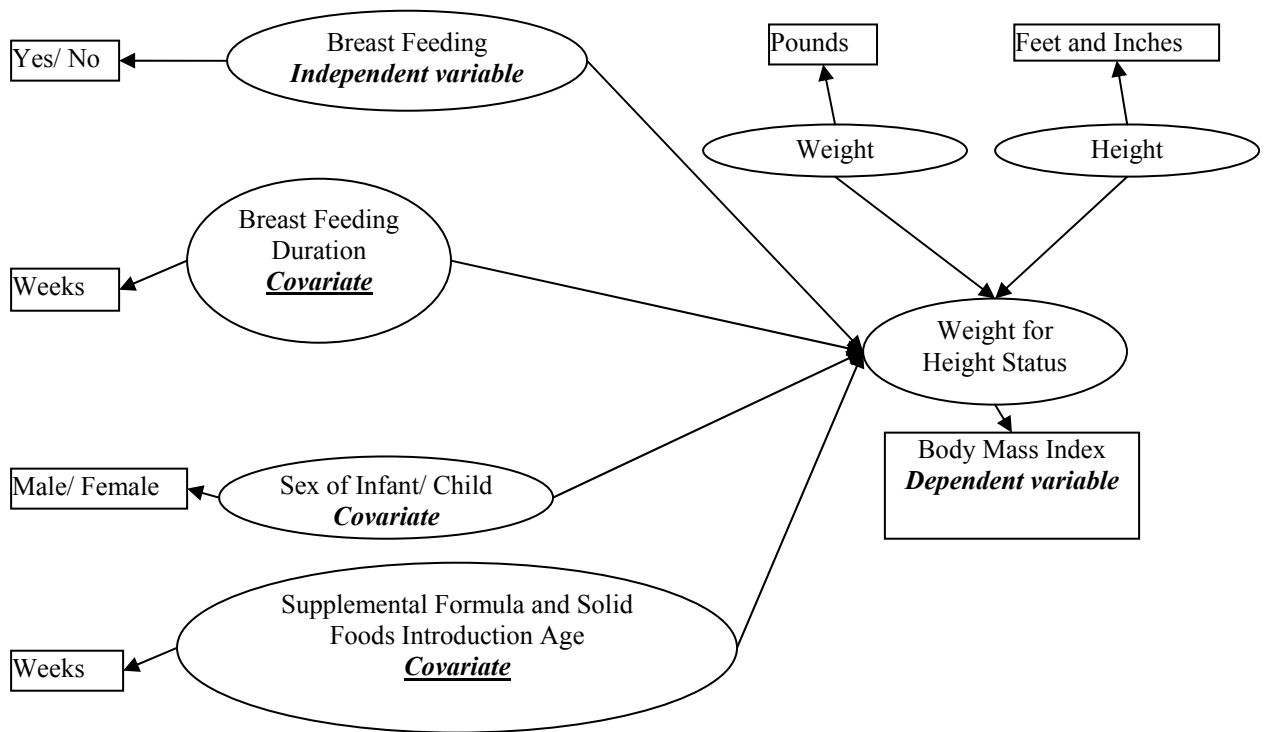 Yes/ No
Breast Feeding
Independent variable
Pounds
Feet and Inches
Weight
Height
Breast Feeding
Duration
Covariate
Weeks
Weight for
Height Status
Body Mass Index
Dependent variable
Male/ Female
Sex of Infant/ Child
Covariate
Supplemental Formula and Solid
Foods Introduction Age
Covariate
Weeks